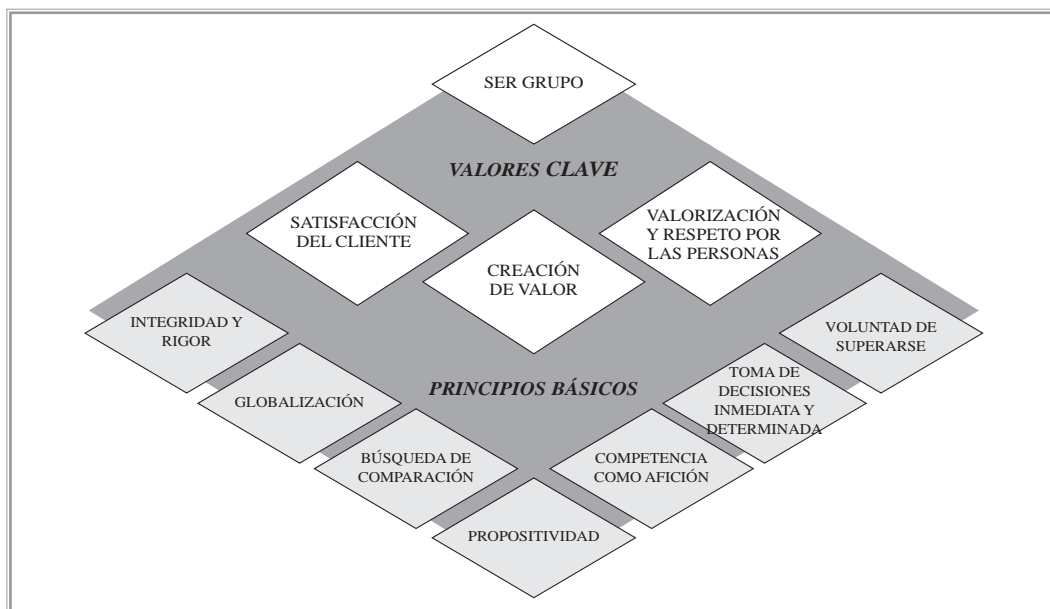 SER GRUPO
VALORES CLAVE
SATISFACCIÓN
DEL CLIENTE
CREACIÓN
DE VALOR
VALORIZACIÓN
Y RESPETO POR
LAS PERSONAS
PRINCIPIOS BÁSICOS
INTEGRIDAD Y
RIGOR
GLOBALIZACIÓN
BÚSQUEDA DE
COMPARACIÓN
PROPOSITIVIDAD
COMPETENCIA
COMO AFICIÓN
TOMA DE
DECISIONES
INMEDIATA Y
DETERMINADA
VOLUNTAD DE
SUPERARSE